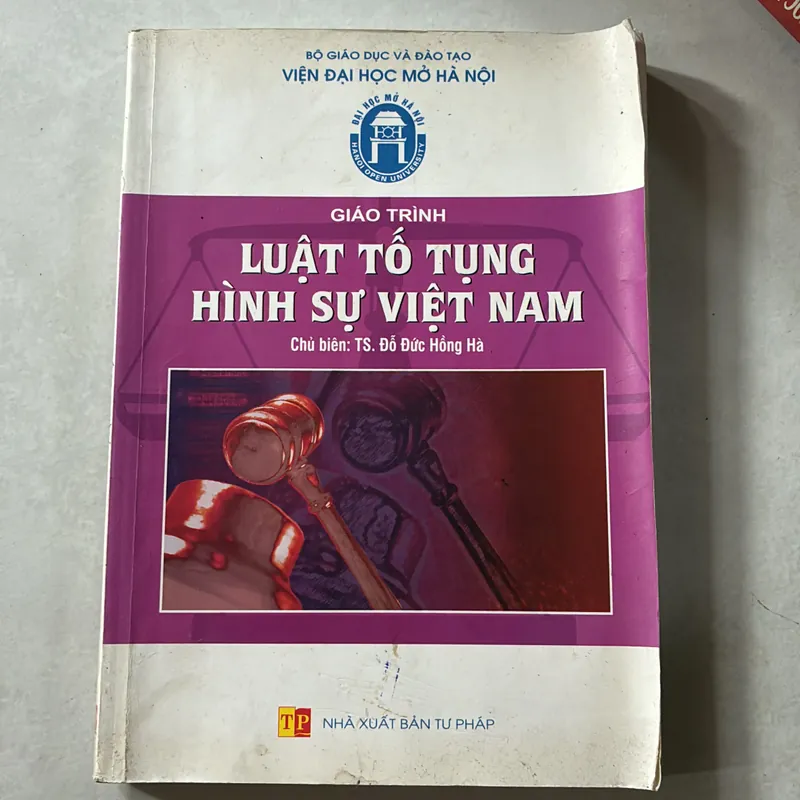 BỘ GIÁO DỤC VÀ ĐÀO TẠO
VIỆN ĐẠI HỌC MỞ HÀ NỘI
ĐẠI HỌC MỞ HÀ NỘI
HANOI OPEN UNIVERSITY
GIÁO TRÌNH
LUẬT TỐ TỤNG
HÌNH SỰ VIỆT NAM
Chủ biên: TS. Đỗ Đức Hồng Hà
TP NHÀ XUẤT BẢN TƯ PHÁP